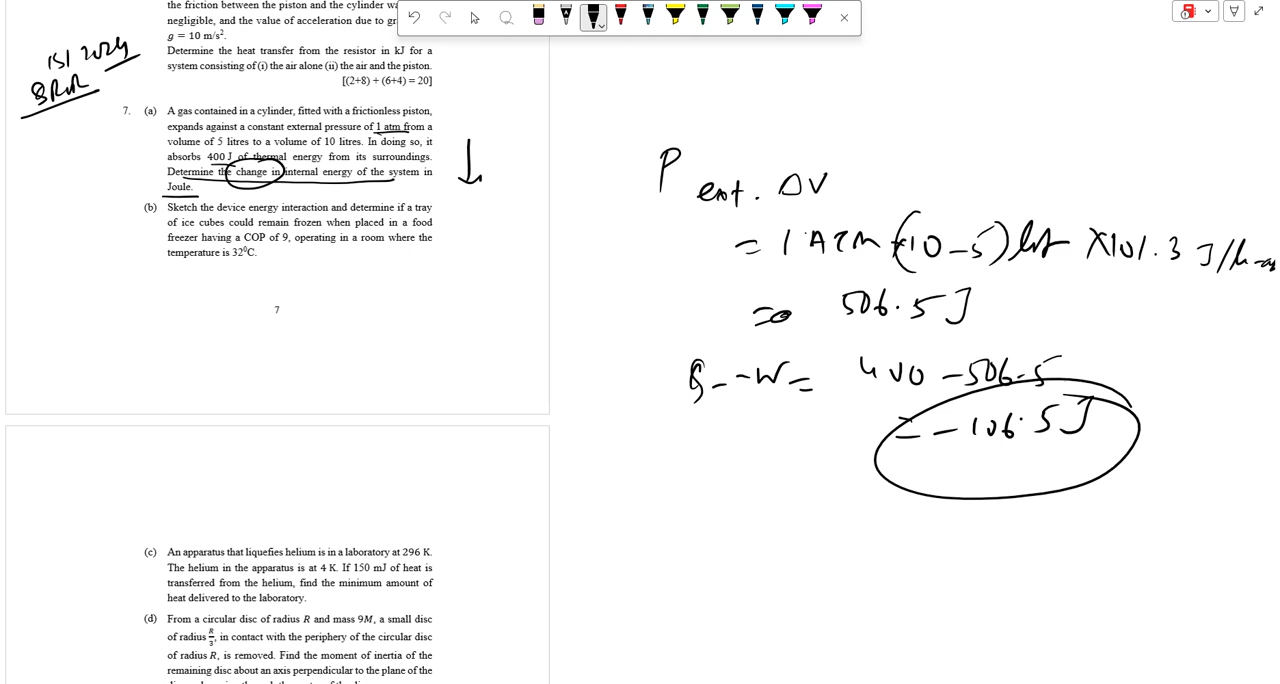 the friction between the piston and the cylinder
negligible, and the value of acceleration due to
g = 10 m/s².
Determine the heat transfer from the resistor in kJ for a
system consisting of (i) the air alone (ii) the air and the piston.
[(2+8) + (6+4) = 20]
ISI 2024
7. (a) A gas contained in a cylinder, fitted with a frictionless piston,
expands against a constant external pressure of 1 atm from a
volume of 5 litres to a volume of 10 litres. In doing so, it
absorbs 400 J of thermal energy from its surroundings.
Determine the change in internal energy of the system in
Joule.
(b) Sketch the device energy interaction and determine if a tray
of ice cubes could remain frozen when placed in a food
freezer having a COP of 9, operating in a room where the
temperature is 32⁰C.
7
(c) An apparatus that liquefies helium is in a laboratory at 296 K.
The helium in the apparatus is at 4 K. If 150 mJ of heat is
transferred from the helium, find the minimum amount of
heat delivered to the laboratory.
(d) From a circular disc of radius R and mass 9M, a small disc
of radius R/3, in contact with the periphery of the circular disc
of radius R, is removed. Find the moment of inertia of the
remaining disc about an axis perpendicular to the plane of the
P ext. ΔV
= 1 ATM (10-5) lit × 101.3 J/
= 506.5 J
-W = 400 - 506.5
= - 106.5 J